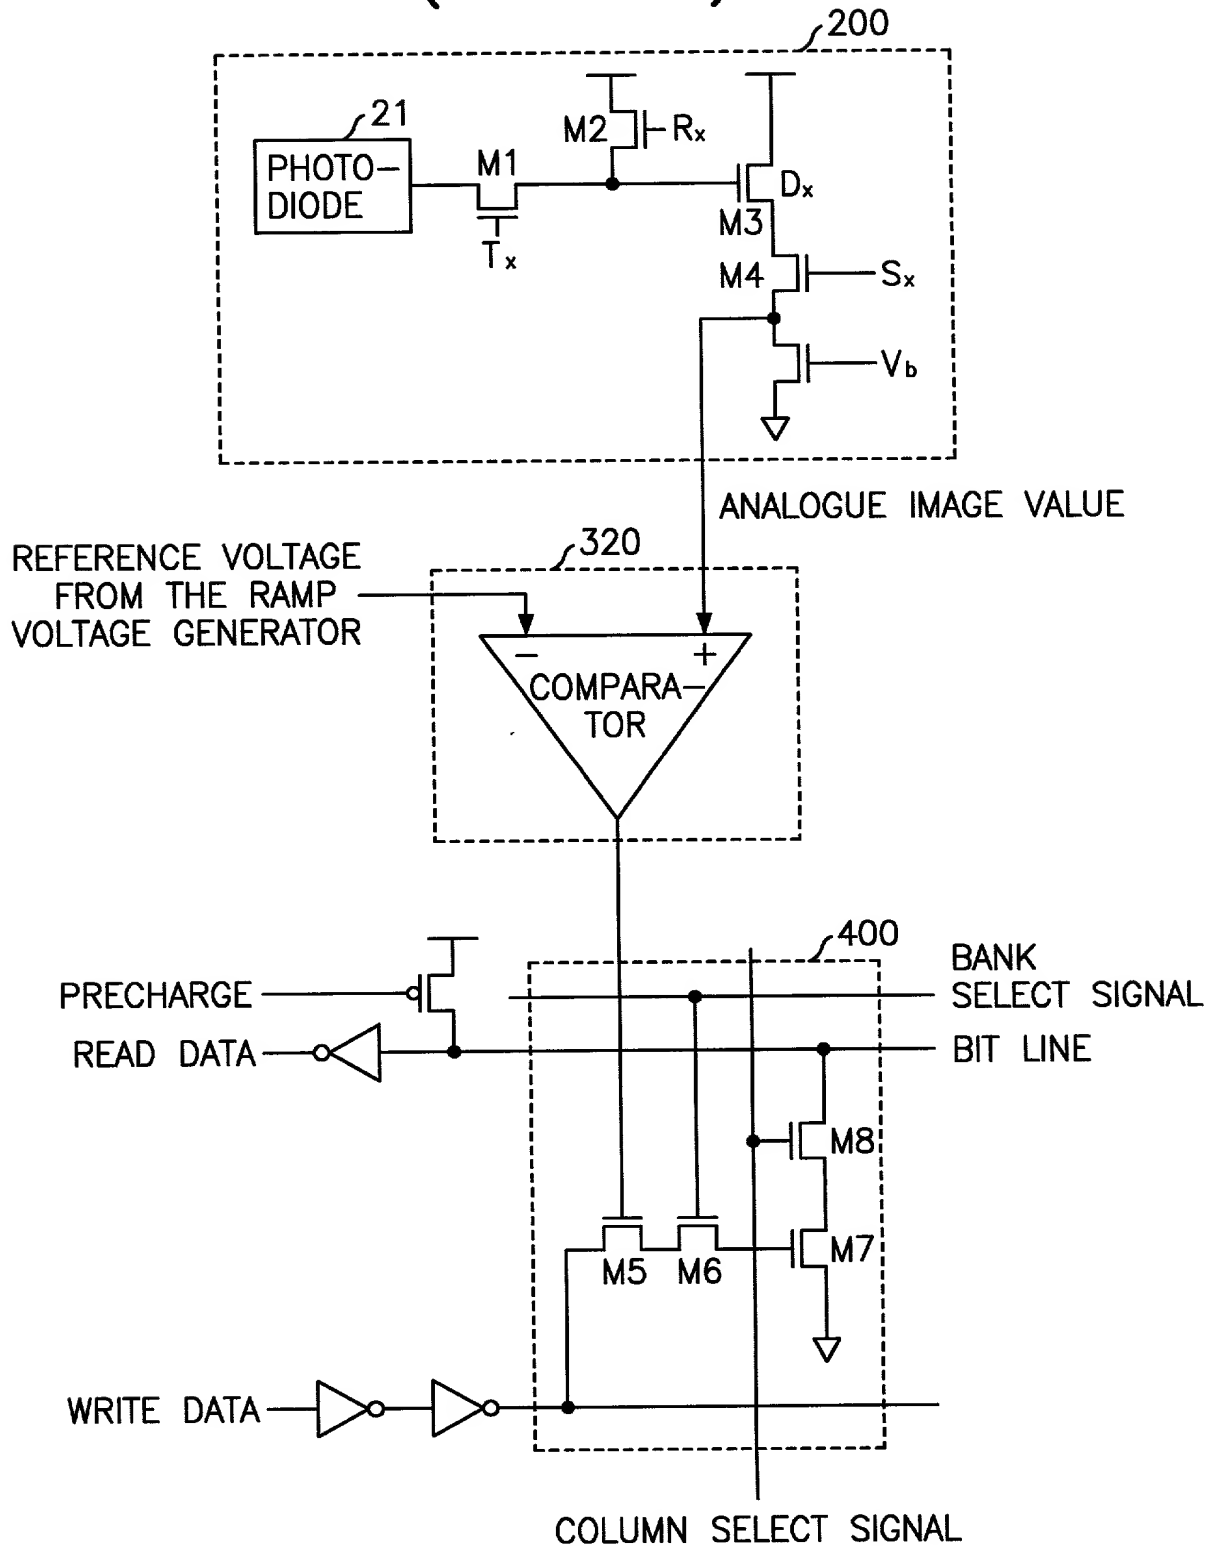 200
21
PHOTO-
DIODE
M1
Tx
M2
Rx
Dx
M3
M4
Sx
Vb
ANALOGUE IMAGE VALUE
REFERENCE VOLTAGE
FROM THE RAMP
VOLTAGE GENERATOR
320
- +
COMPARA-
TOR
400
PRECHARGE
BANK
SELECT SIGNAL
READ DATA
BIT LINE
M8
M5
M6
M7
WRITE DATA
COLUMN SELECT SIGNAL